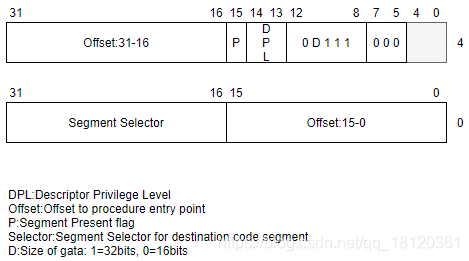 31 16 15 14 13 12 8 7 5 4 0
Offset:31-16 P D P L 0 D 1 1 1 0 0 0 4
31 16 15 0
Segment Selector Offset:15-0 0
DPL:Descriptor Privilege Level
Offset:Offset to procedure entry point
P:Segment Present flag
Selector:Segment Selector for destination code segment
D:Size of gata: 1=32bits, 0=16bits
https://blog.csdn.net/qq_18120361